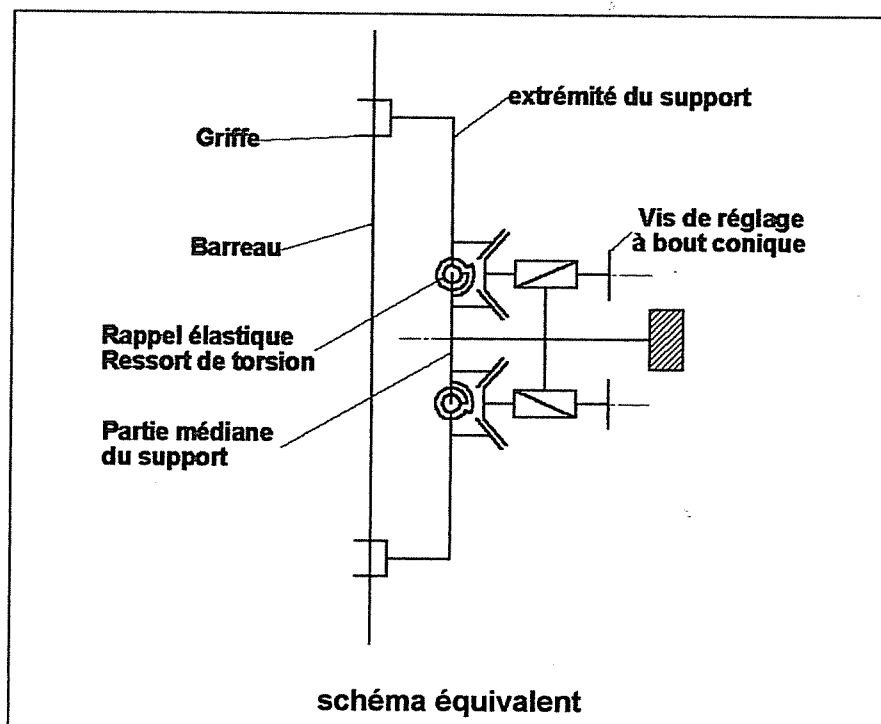 extrémité du support
Griffe
Vis de réglage
à bout conique
Barreau
Rappel élastique
Ressort de torsion
Partie médiane
du support
schéma équivalent